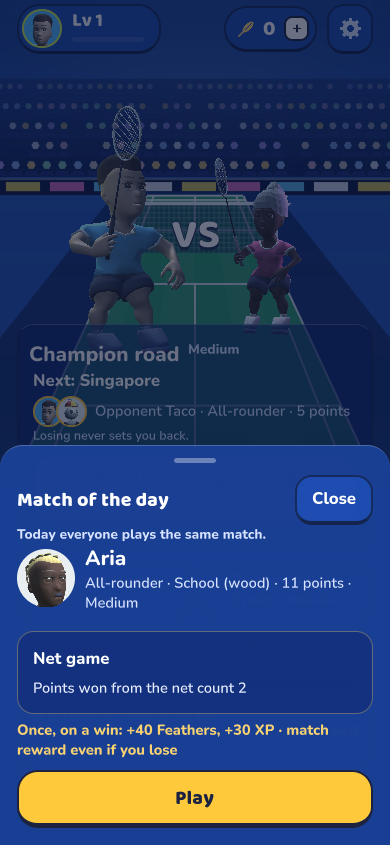 Lv 1
0
+
VS
Champion road Medium
Next: Singapore
Opponent Taco · All-rounder · 5 points
Losing never sets you back.
Match of the day
Close
Today everyone plays the same match.
Aria
All-rounder · School (wood) · 11 points ·
Medium
Net game
Points won from the net count 2
Once, on a win: +40 Feathers, +30 XP · match
reward even if you lose
Play